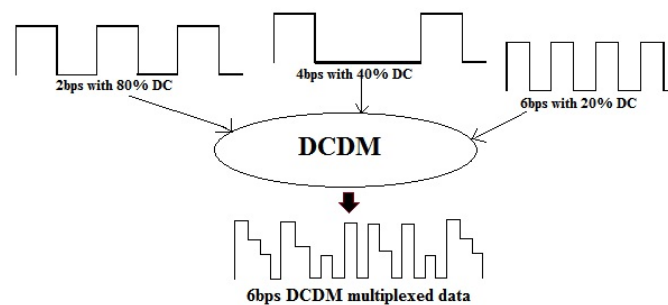 2bps with 80% DC
4bps with 40% DC
6bps with 20% DC
DCDM
6bps DCDM multiplexed data